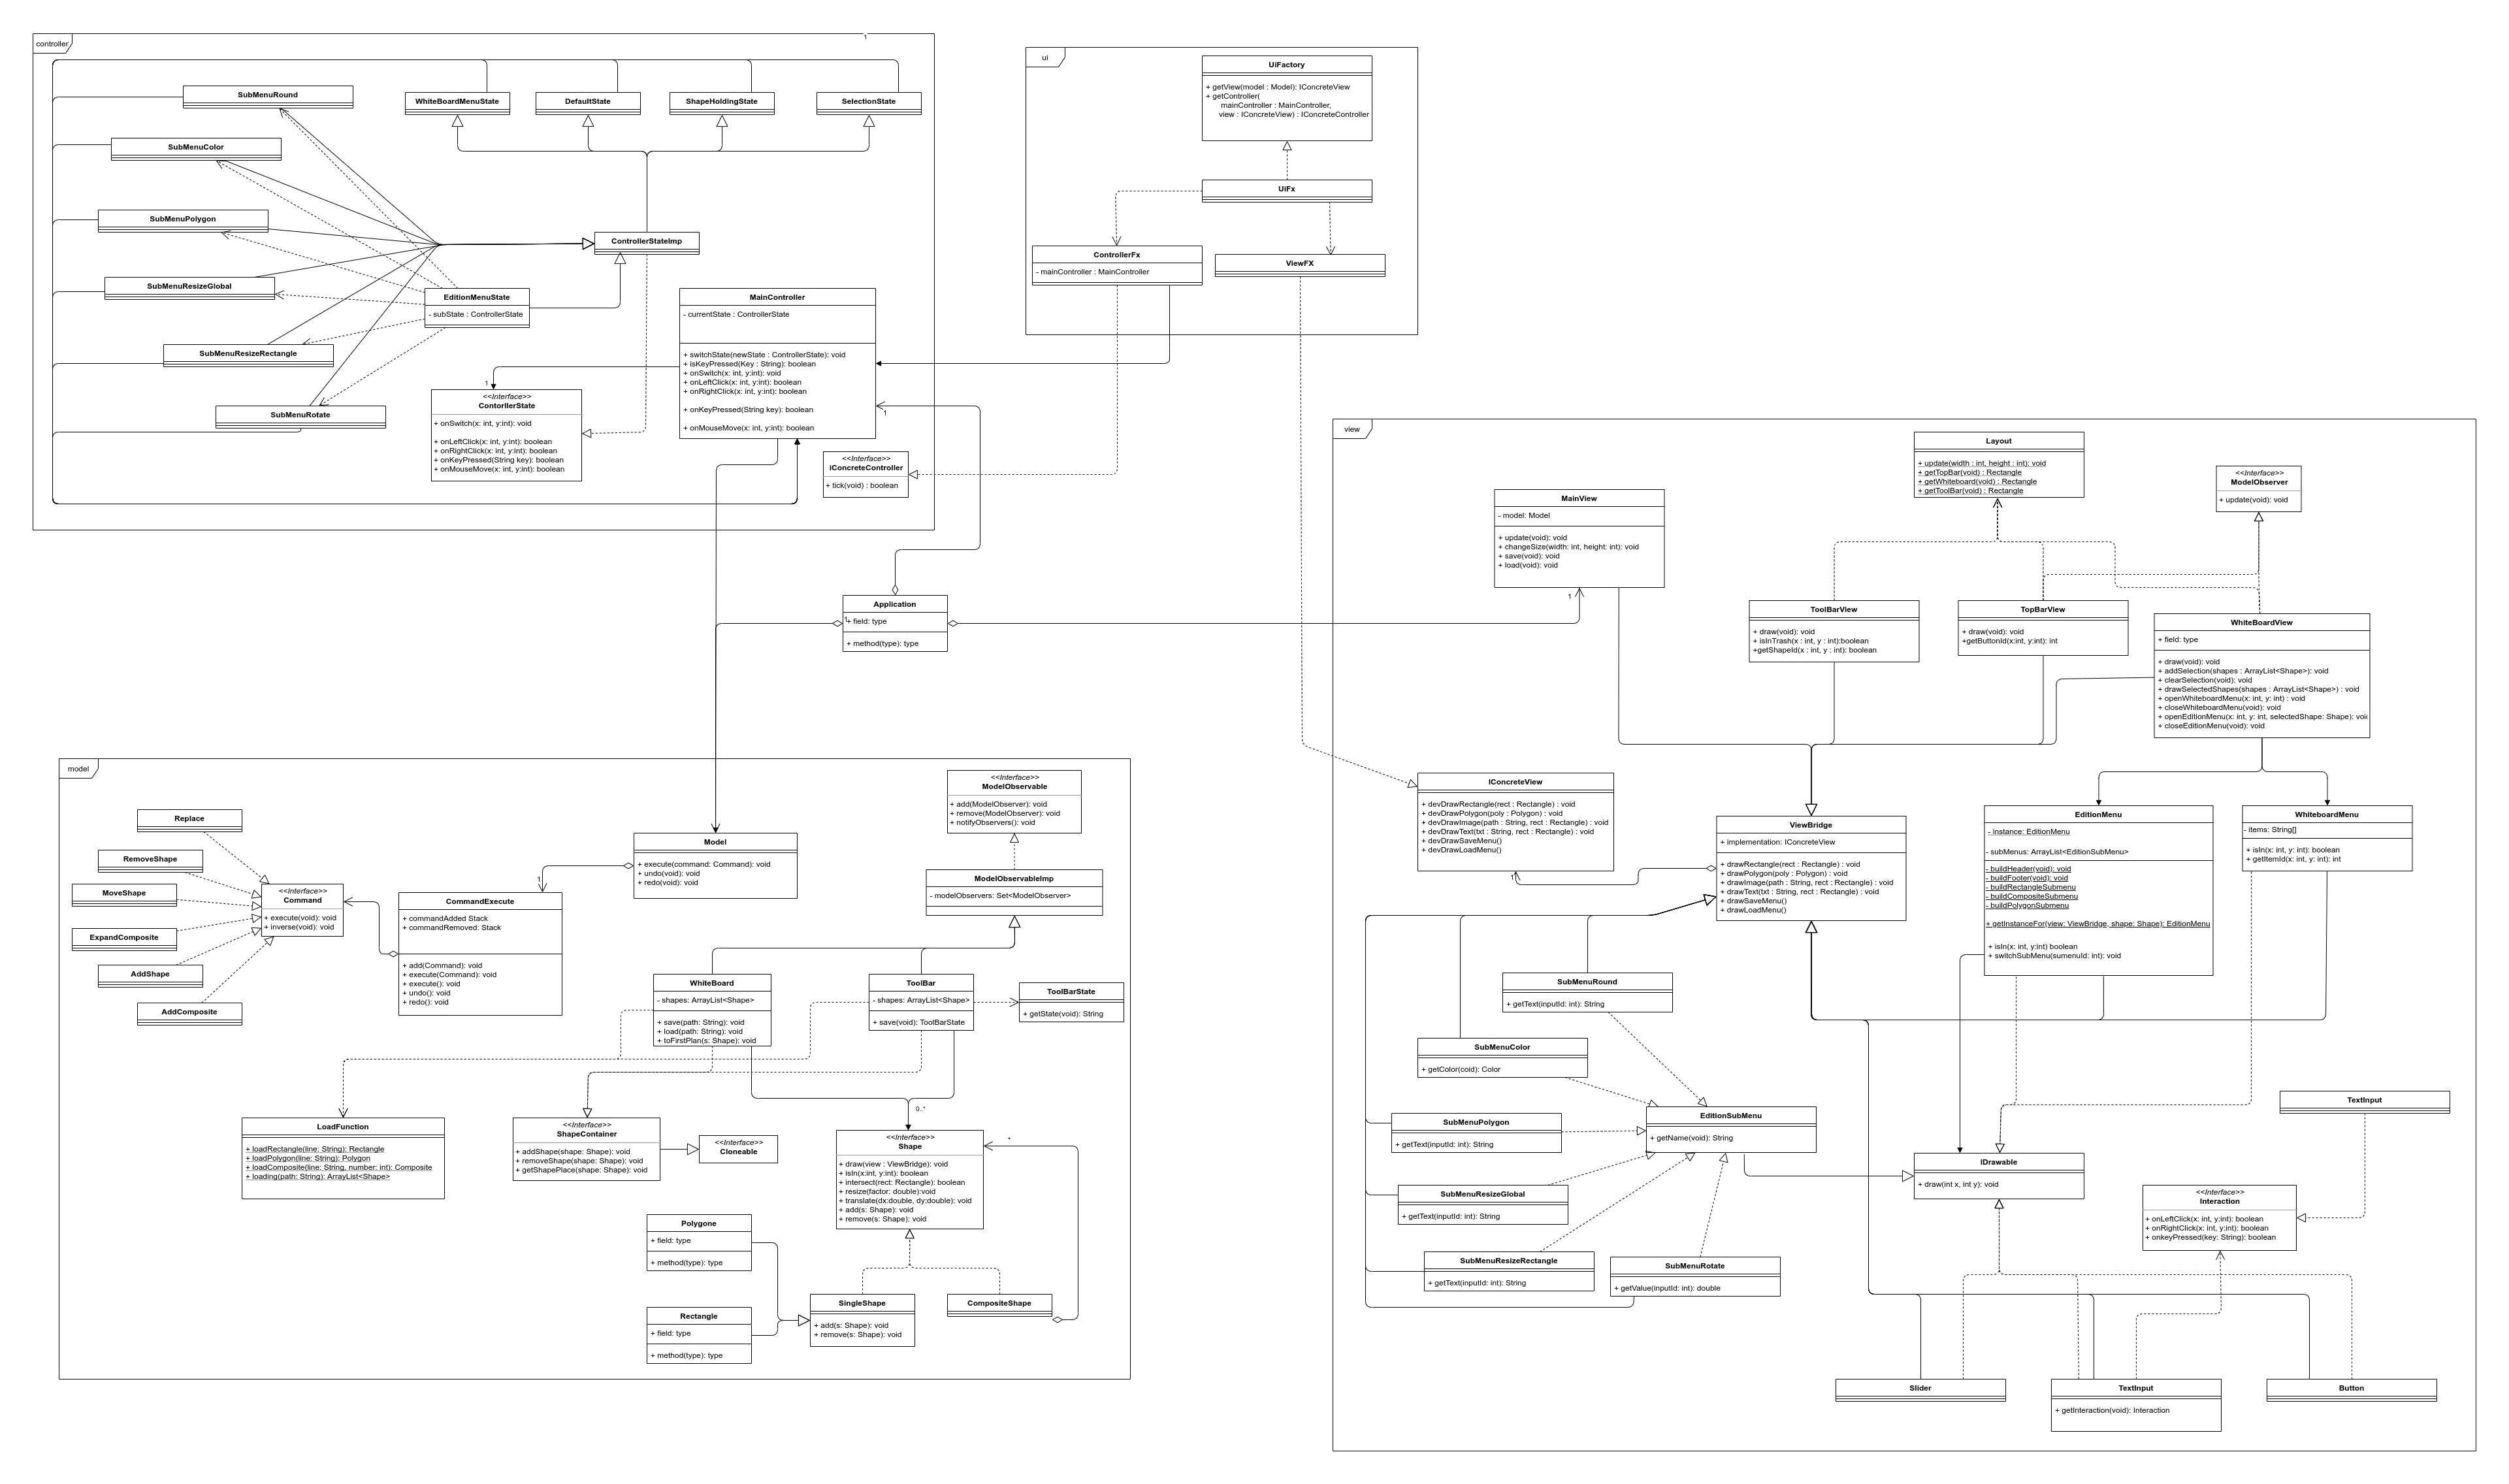 controller
1
SubMenuRound
WhiteBoardMenuState
DefaultState
ShapeHoldingState
SelectionState
SubMenuColor
SubMenuPolygon
ControllerStateImp
SubMenuResizeGlobal
EditionMenuState
- subState : ControllerState
SubMenuResizeRectangle
SubMenuRotate
MainController
- currentState : ControllerState
+ switchState(newState : ControllerState): void
+ isKeyPressed(Key : String): boolean
+ onSwitch(x: int, y:int): void
+ onLeftClick(x: int, y:int): boolean
+ onRightClick(x: int, y:int): boolean
+ onKeyPressed(String key): boolean
+ onMouseMove(x: int, y:int): boolean
1
1
<<Interface>>
ContorllerState
+ onSwitch(x: int, y:int): void
+ onLeftClick(x: int, y:int): boolean
+ onRightClick(x: int, y:int): boolean
+ onKeyPressed(String key): boolean
+ onMouseMove(x: int, y:int): boolean
<<Interface>>
iConcreteController
+ tick(void) : boolean
ui
UiFactory
+ getView(model : Model): IConcreteView
+ getController(
mainController : MainController,
view : IConcreteView) : IConcreteController
UiFx
ControllerFx
- mainController : MainController
ViewFX
Application
+ field: type
1
+ method(type): type
view
Layout
+ update(width : int, height : int): void
+ getTopBar(void) : Rectangle
+ getWhiteboard(void) : Rectangle
+ getToolBar(void) : Rectangle
<<Interface>>
ModelObserver
+ update(void): void
MainView
- model: Model
+ update(void): void
+ changeSize(width: int, height: int): void
+ save(void): void
+ load(void): void
1
ToolBarView
+ draw(void): void
+ isInTrash(x : int, y : int):boolean
+getShapeId(x : int, y : int): boolean
TopBarView
+ draw(void): void
+getButtonId(x:int, y:int): int
WhiteBoardView
+ field: type
+ draw(void): void
+ addSelection(shapes : ArrayList<Shape>): void
+ clearSelection(void): void
+ drawSelectedShapes(shapes : ArrayList<Shape>) : void
+ openWhiteboardMenu(x: int, y: int) : void
+ closeWhiteboardMenu(void): void
+ openEditionMenu(x: int, y: int, selectedShape: Shape): voi
+ closeEditionMenu(void): void
IConcreteView
+ devDrawRectangle(rect : Rectangle) : void
+ devDrawPolygon(poly : Polygon) : void
+ devDrawImage(path : String, rect : Rectangle) : void
+ devDrawText(txt : String, rect : Rectangle) : void
+ devDrawSaveMenu()
+ devDrawLoadMenu()
1
ViewBridge
+ implementation: IConcreteView
+ drawRectangle(rect : Rectangle) : void
+ drawPolygon(poly : Polygon) : void
+ drawImage(path : String, rect : Rectangle) : void
+ drawText(txt : String, rect : Rectangle) : void
+ drawSaveMenu()
+ drawLoadMenu()
EditionMenu
- instance: EditionMenu
- subMenus: ArrayList<EditionSubMenu>
- buildHeader(void): void
- buildFooter(void): void
- buildRectangleSubmenu
- buildCompositeSubmenu
- buildPolygonSubmenu
+ getInstanceFor(view: ViewBridge, shape: Shape): EditionMenu
+ isIn(x: int, y:int) boolean
+ switchSubMenu(sumenuId: int): void
WhiteboardMenu
- items: String[]
+ isIn(x: int, y: int): boolean
+ getItemId(x: int, y: int): int
SubMenuRound
+ getText(inputId: int): String
SubMenuColor
+ getColor(coid): Color
SubMenuPolygon
+ getText(inputId: int): String
EditionSubMenu
+ getName(void): String
SubMenuResizeGlobal
+ getText(inputId: int): String
SubMenuResizeRectangle
+ getText(inputId: int): String
SubMenuRotate
+ getValue(inputId: int): double
TextInput
IDrawable
+ draw(int x, int y): void
<<Interface>>
Interaction
+ onLeftClick(x: int, y:int): boolean
+ onRightClick(x: int, y:int): boolean
+ onkeyPressed(key: String): boolean
Slider
TextInput
+ getInteraction(void): Interaction
Button
model
Replace
RemoveShape
MoveShape
ExpandComposite
AddShape
AddComposite
<<Interface>>
Command
+ execute(void): void
+ inverse(void): void
CommandExecute
+ commandAdded Stack
+ commandRemoved: Stack
+ add(Command): void
+ execute(Command): void
+ execute(): void
+ undo(): void
+ redo(): void
1
Model
+ execute(command: Command): void
+ undo(void): void
+ redo(void): void
<<Interface>>
ModelObservable
+ add(ModelObserver): void
+ remove(ModelObserver): void
+ notifyObservers(): void
ModelObservableImp
- modelObservers: Set<ModelObserver>
WhiteBoard
- shapes: ArrayList<Shape>
+ save(path: String): void
+ load(path: String): void
+ toFirstPlan(s: Shape): void
ToolBar
- shapes: ArrayList<Shape>
+ save(void): ToolBarState
ToolBarState
+ getState(void): String
LoadFunction
+ loadRectangle(line: String): Rectangle
+ loadPolygon(line: String): Polygon
+ loadComposite(line: String, number: int): Composite
+ loading(path: String): ArrayList<Shape>
<<Interface>>
ShapeContainer
+ addShape(shape: Shape): void
+ removeShape(shape: Shape): void
+ getShapePlace(shape: Shape): void
<<Interface>>
Cloneable
0..*
*
<<Interface>>
Shape
+ draw(view : ViewBridge): void
+ isIn(x:int, y:int): boolean
+ intersect(rect: Rectangle): boolean
+ resize(factor: double):void
+ translate(dx:double, dy:double): void
+ add(s: Shape): void
+ remove(s: Shape): void
Polygone
+ field: type
+ method(type): type
Rectangle
+ field: type
+ method(type): type
SingleShape
+ add(s: Shape): void
+ remove(s: Shape): void
CompositeShape